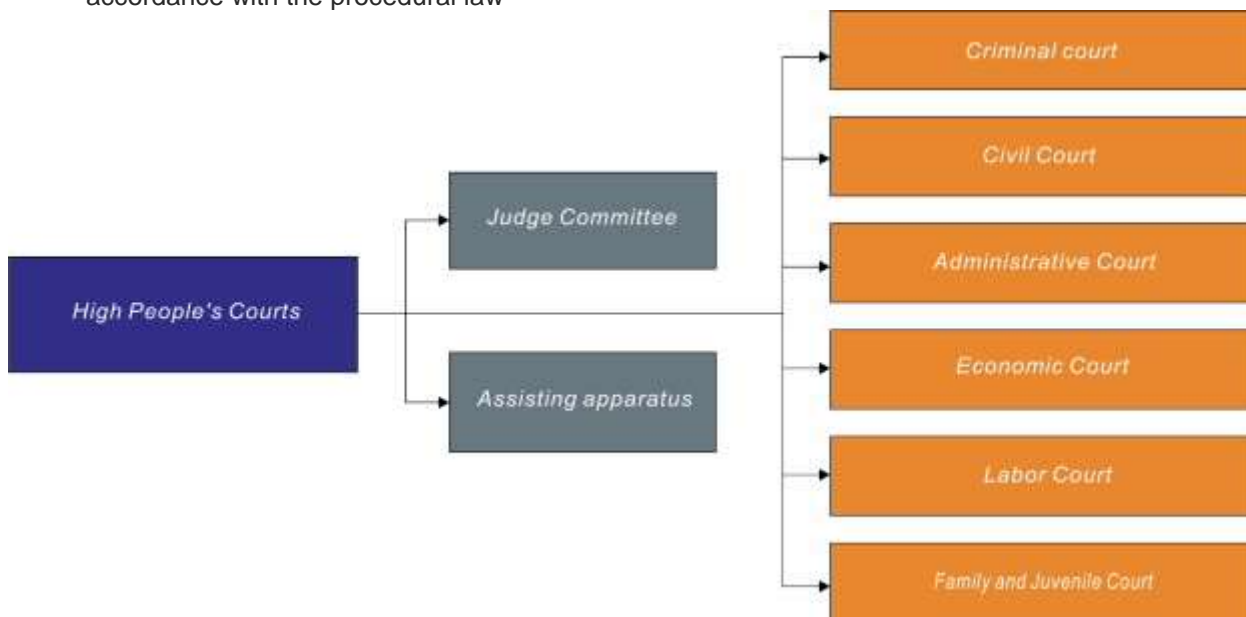 accordance with the procedural law
High People's Courts
Judge Committee
Assisting apparatus
Criminal court
Civil Court
Administrative Court
Economic Court
Labor Court
Family and Juvenile Court